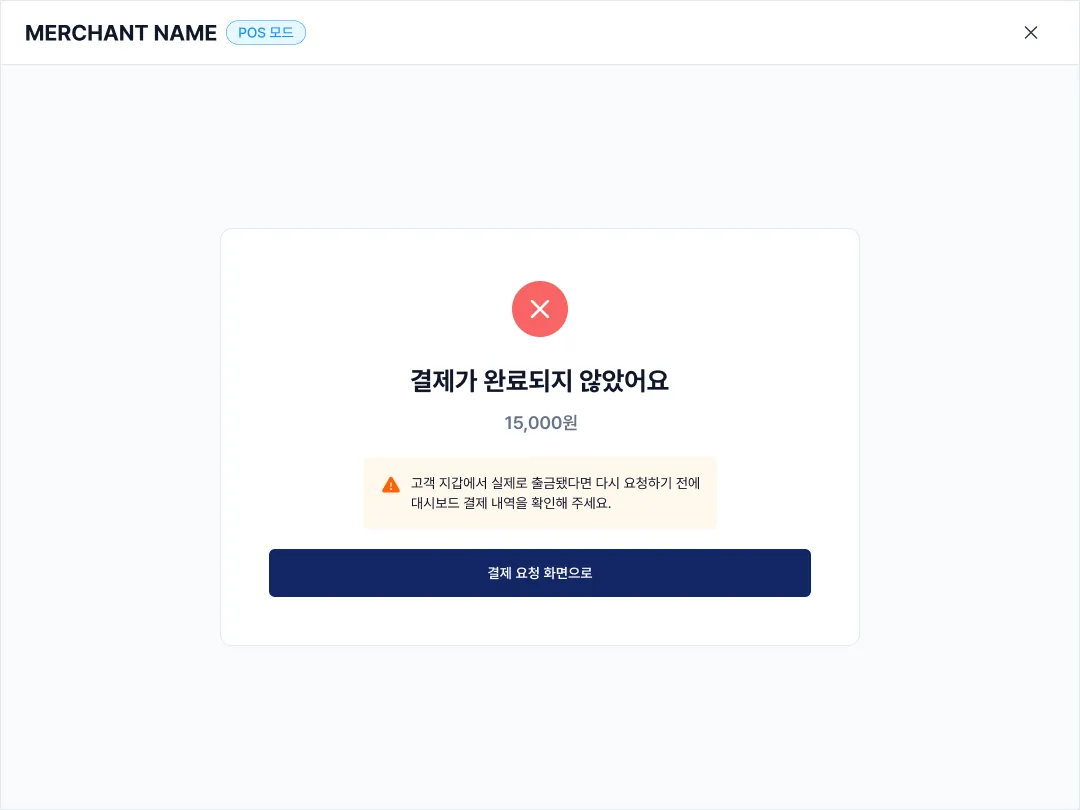 MERCHANT NAME POS 모드
결제가 완료되지 않았어요
15,000원
고객 지갑에서 실제로 출금됐다면 다시 요청하기 전에
대시보드 결제 내역을 확인해 주세요.
결제 요청 화면으로